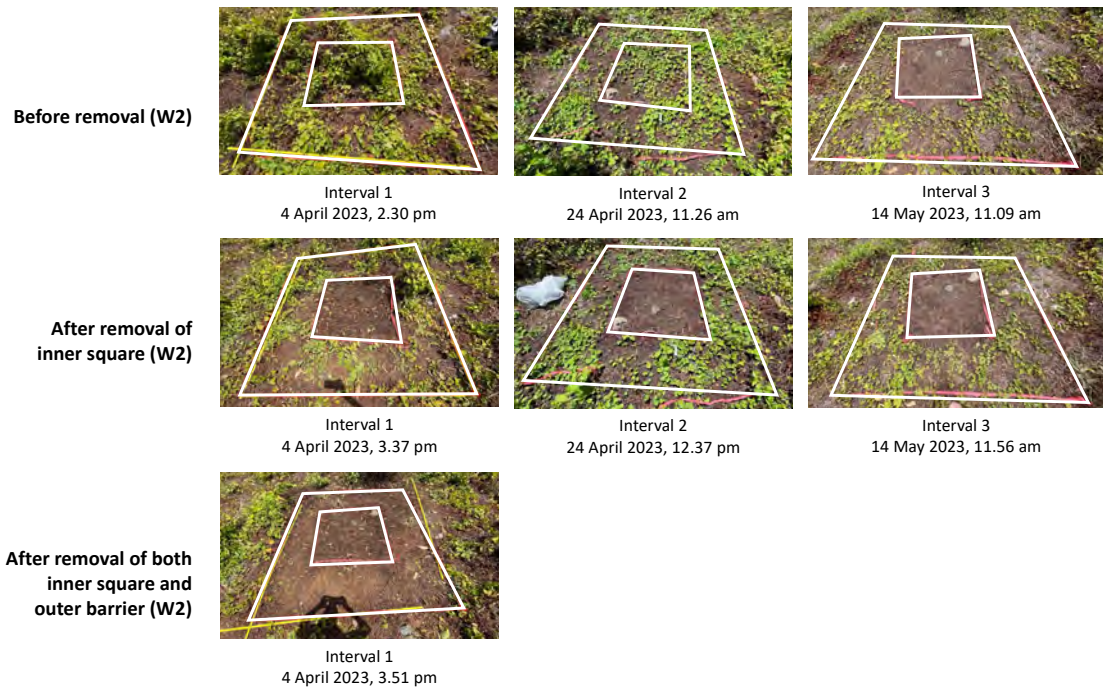 Before removal (W2)
Interval 1
4 April 2023, 2.30 pm
Interval 2
24 April 2023, 11.26 am
Interval 3
14 May 2023, 11.09 am
After removal of
inner square (W2)
Interval 1
4 April 2023, 3.37 pm
Interval 2
24 April 2023, 12.37 pm
Interval 3
14 May 2023, 11.56 am
After removal of both
inner square and
outer barrier (W2)
Interval 1
4 April 2023, 3.51 pm